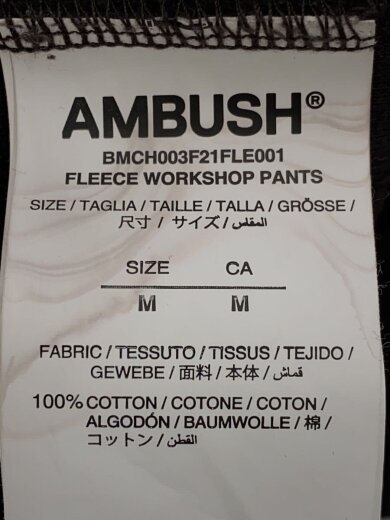 AMBUSH®
BMCH003F21FLE001
FLEECE WORKSHOP PANTS
SIZE / TAGLIA / TAILLE / TALLA / GRÖSSE /
尺寸 / サイズ / المقاس
SIZE CA
M M
FABRIC / TESSUTO / TISSUS / TEJIDO /
GEWEBE / 面料 / 本体 / قماش
100% COTTON / COTONE / COTON /
ALGODÓN / BAUMWOLLE / 棉 /
コットン / القطن